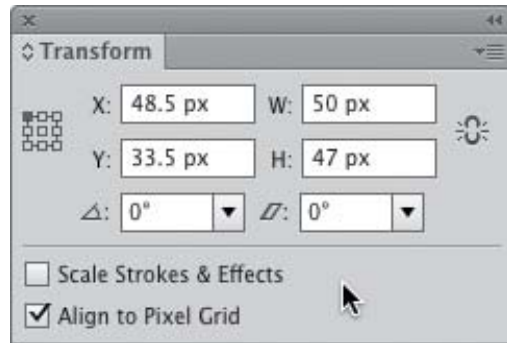 Transform
X: 48.5 px W: 50 px
Y: 33.5 px H: 47 px
0° 0°
Scale Strokes & Effects
Align to Pixel Grid